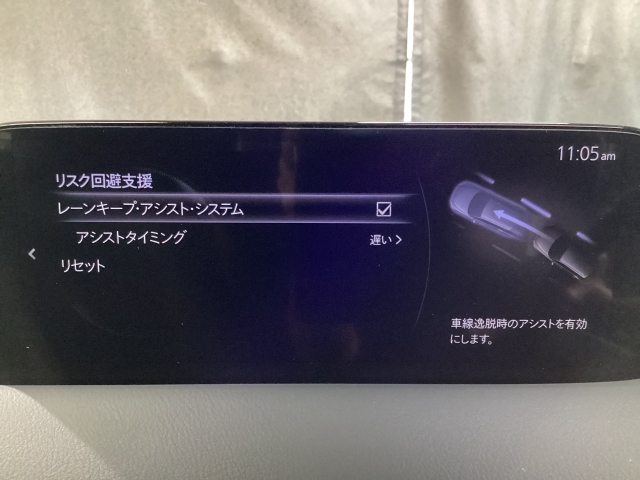 11:05am
リスク回避支援
レーンキープ・アシスト・システム
アシストタイミング 遅い
リセット
車線逸脱時のアシストを有効
にします。